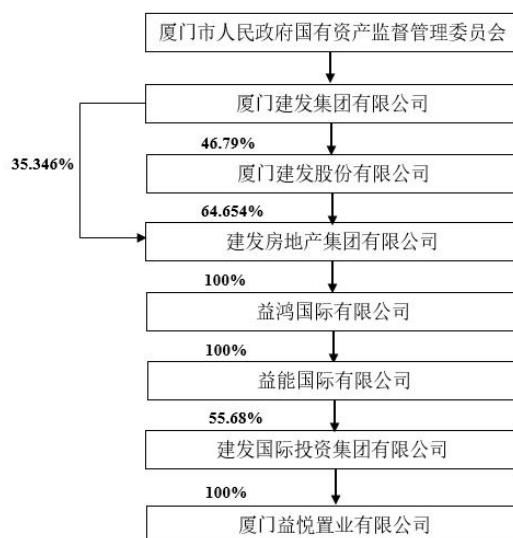 厦门市人民政府国有资产监督管理委员会
厦门建发集团有限公司
46.79%
35.346%
厦门建发股份有限公司
64.654%
建发房地产集团有限公司
100%
益鸿国际有限公司
100%
益能国际有限公司
55.68%
建发国际投资集团有限公司
100%
厦门益悦置业有限公司